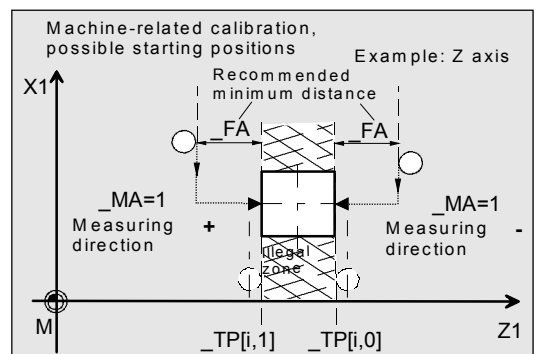 Machine-related calibration,
possible starting positions
Example: Z axis
Recommended
minimum distance
X1
_FA
_FA
_MA=1
Measuring
direction
+
_MA=1
Measuring
direction
-
Illegal
zone
M
_TP[i,1]
_TP[i,0]
Z1